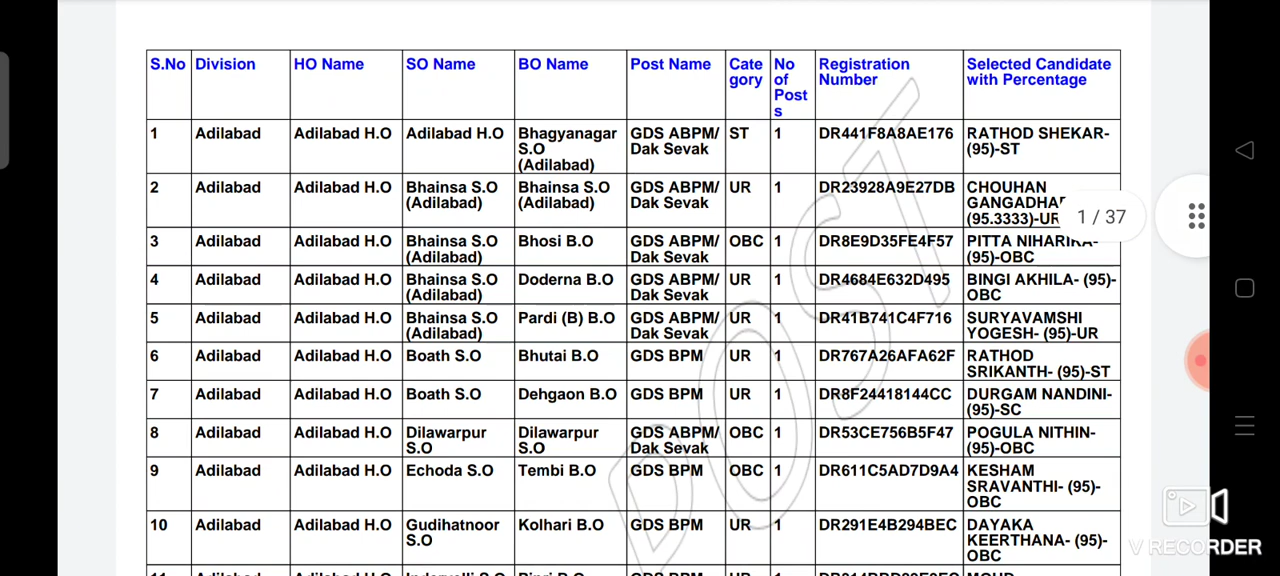 S.No Division HO Name SO Name BO Name Post Name Cate No Registration Selected Candidate
gory of Number with Percentage
Post
s
1 Adilabad Adilabad H.O Adilabad H.O Bhagyanagar GDS ABPM/ ST 1 DR441F8A8AE176 RATHOD SHEKAR-
S.O Dak Sevak (95)-ST
(Adilabad)
2 Adilabad Adilabad H.O Bhainsa S.O Bhainsa S.O GDS ABPM/ UR 1 DR23928A9E27DB CHOUHAN
(Adilabad) (Adilabad) Dak Sevak
(95.3333)-UR
1 / 37
3 Adilabad Adilabad H.O Bhainsa S.O Bhosi B.O GDS ABPM/ OBC 1 DR8E9D35FE4F57 PITTA NIHARIKA-
(Adilabad) Dak Sevak (95)-OBC
4 Adilabad Adilabad H.O Bhainsa S.O Doderna B.O GDS ABPM/ UR 1 DR4684E632D495 BINGI AKHILA- (95)-
(Adilabad) Dak Sevak OBC
5 Adilabad Adilabad H.O Bhainsa S.O Pardi (B) B.O GDS ABPM/ UR 1 DR41B741C4F716 SURYAVAMSHI
(Adilabad) Dak Sevak YOGESH- (95)-UR
6 Adilabad Adilabad H.O Boath S.O Bhutai B.O GDS BPM UR 1 DR767A26AFA62F RATHOD
SRIKANTH- (95)-ST
7 Adilabad Adilabad H.O Boath S.O Dehgaon B.O GDS BPM UR 1 DR8F24418144CC DURGAM NANDINI-
(95)-SC
8 Adilabad Adilabad H.O Dilawarpur Dilawarpur GDS ABPM/ OBC 1 DR53CE756B5F47 POGULA NITHIN-
S.O S.O Dak Sevak (95)-OBC
9 Adilabad Adilabad H.O Echoda S.O Tembi B.O GDS BPM OBC 1 DR611C5AD7D9A4 KESHAM
SRAVANTHI- (95)-
OBC
10 Adilabad Adilabad H.O Gudihatnoor Kolhari B.O GDS BPM UR 1 DR291E4B294BEC DAYAKA
S.O KEERTHANA- (95)-
OBC
DOST
V RECORDER